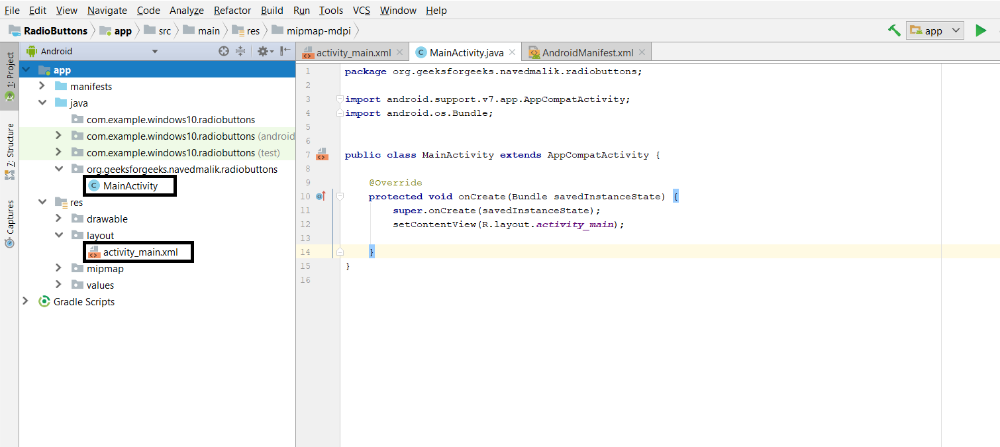 File Edit View Navigate Code Analyze Refactor Build Run Tools VCS Window Help
RadioButtons app src main res mipmap-mdpi app
Android
activity_main.xml MainActivity.java AndroidManifest.xml
1: Project
7: Structure
Captures
app
manifests
java
com.example.windows10.radiobuttons
com.example.windows10.radiobuttons (android
com.example.windows10.radiobuttons (test)
org.geeksforgeeks.navedmalik.radiobuttons
C MainActivity
res
drawable
layout
activity_main.xml
mipmap
values
Gradle Scripts
1 package org.geeksforgeeks.navedmalik.radiobuttons;
2
3 import android.support.v7.app.AppCompatActivity;
4 import android.os.Bundle;
5
6
7 public class MainActivity extends AppCompatActivity {
8
9 @Override
10 protected void onCreate(Bundle savedInstanceState) {
11 super.onCreate(savedInstanceState);
12 setContentView(R.layout.activity_main);
13
14 }
15 }
16